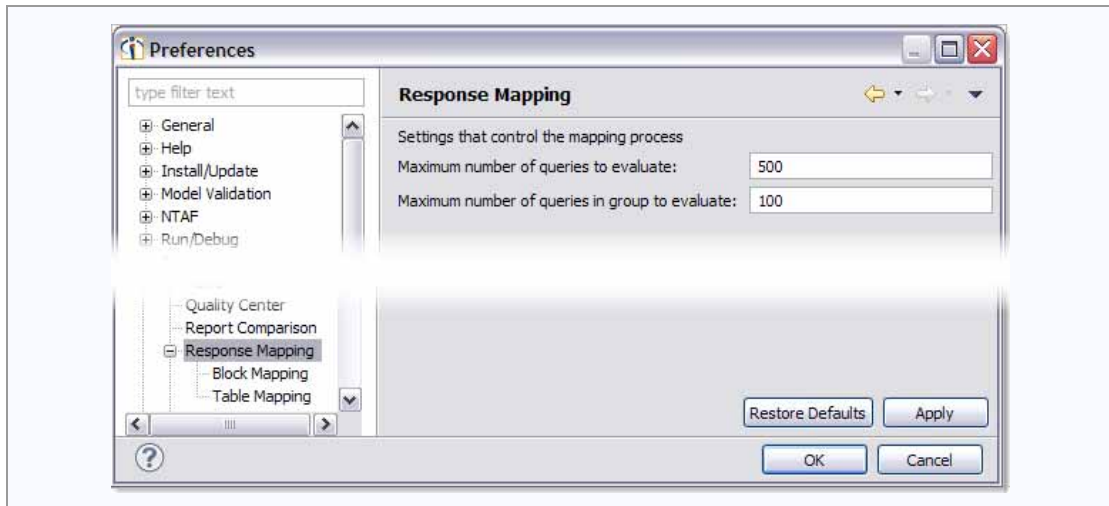 Preferences
type filter text
General
Help
Install/Update
Model Validation
NTAF
Run/Debug
Quality Center
Report Comparison
Response Mapping
Block Mapping
Table Mapping
Response Mapping
Settings that control the mapping process
Maximum number of queries to evaluate: 500
Maximum number of queries in group to evaluate: 100
Restore Defaults Apply
? OK Cancel